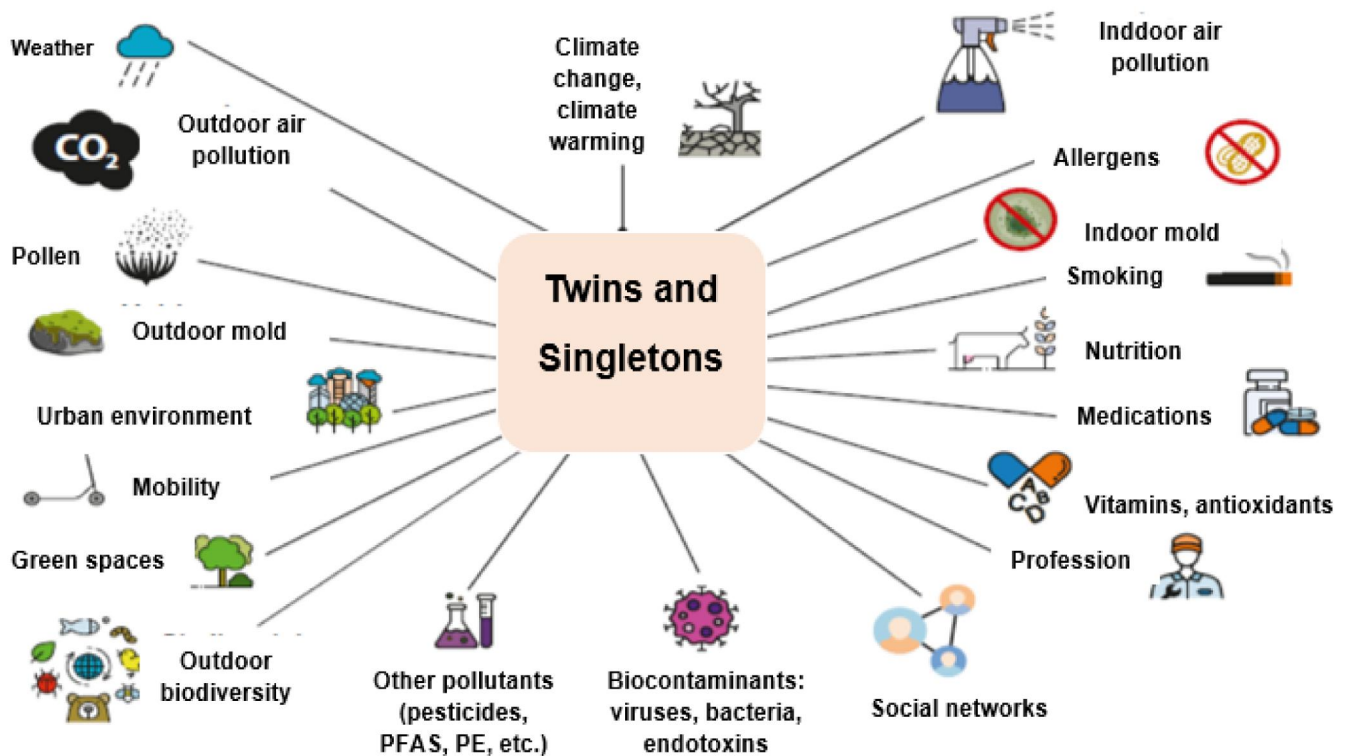 Weather
Climate
change,
climate
warming
Inddoor air
pollution
CO2
Outdoor air
pollution
Allergens
Pollen
Indoor mold
Smoking
Twins and
Singletons
Outdoor mold
Nutrition
Urban environment
Medications
Mobility
A
B
C
D
Vitamins, antioxidants
Green spaces
Profession
Outdoor
biodiversity
Other pollutants
(pesticides,
PFAS, PE, etc.)
Biocontaminants:
viruses, bacteria,
endotoxins
Social networks